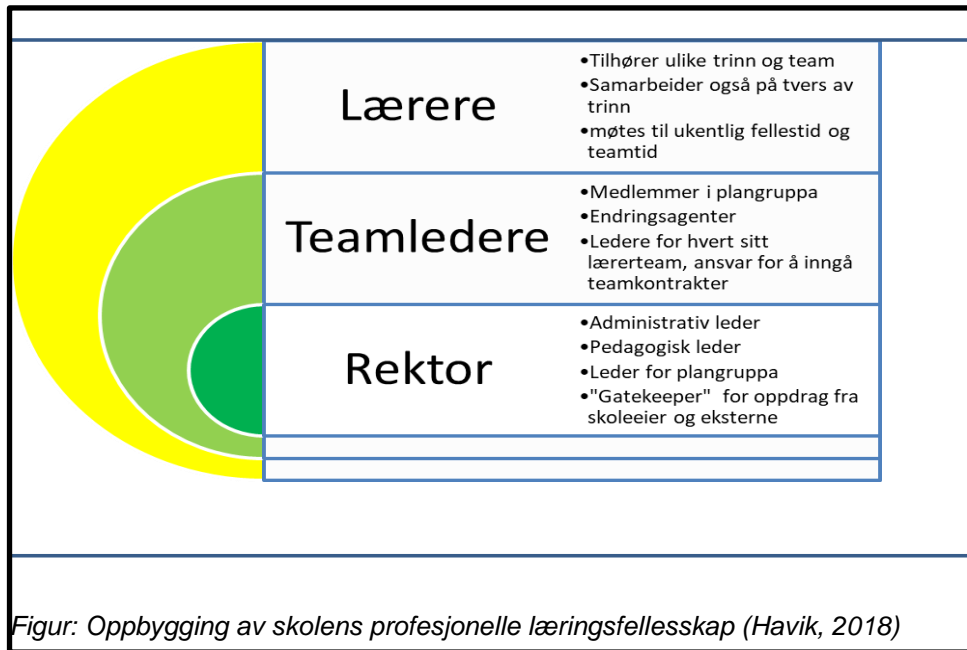 Lærere
•Tilhører ulike trinn og team
•Samarbeider også på tvers av
trinn
•møtes til ukentlig fellestid og
teamtid
Teamledere
•Medlemmer i plangruppa
•Endringsagenter
•Ledere for hvert sitt
lærerteam, ansvar for å inngå
teamkontrakter
Rektor
•Administrativ leder
•Pedagogisk leder
•Leder for plangruppa
•"Gatekeeper" for oppdrag fra
skoleeier og eksterne
Figur: Oppbygging av skolens profesjonelle læringsfellesskap (Havik, 2018)